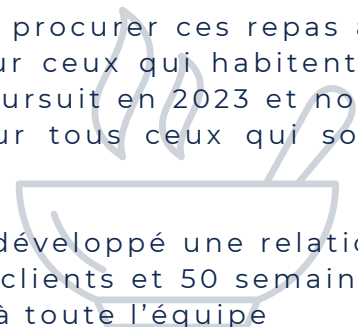 procurer ces repas
ur ceux qui habitent
ursuit en 2023 et no
ur tous ceux qui so
développé une relati
clients et 50 semain
à toute l'équipe